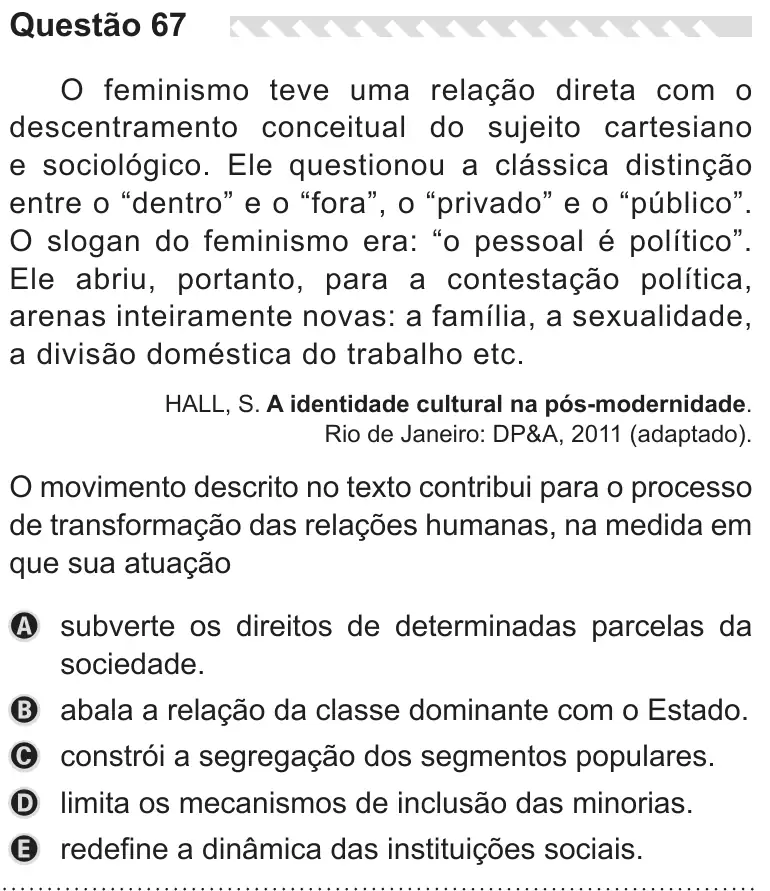 Questão 67
O feminismo teve uma relação direta com o
descentramento conceitual do sujeito cartesiano
e sociológico. Ele questionou a clássica distinção
entre o “dentro” e o “fora”, o “privado” e o “público”.
O slogan do feminismo era: “o pessoal é político”.
Ele abriu, portanto, para a contestação política,
arenas inteiramente novas: a família, a sexualidade,
a divisão doméstica do trabalho etc.
HALL, S. A identidade cultural na pós-modernidade.
Rio de Janeiro: DP&A, 2011 (adaptado).
O movimento descrito no texto contribui para o processo
de transformação das relações humanas, na medida em
que sua atuação
A subverte os direitos de determinadas parcelas da
sociedade.
B abala a relação da classe dominante com o Estado.
C constrói a segregação dos segmentos populares.
D limita os mecanismos de inclusão das minorias.
E redefine a dinâmica das instituições sociais.